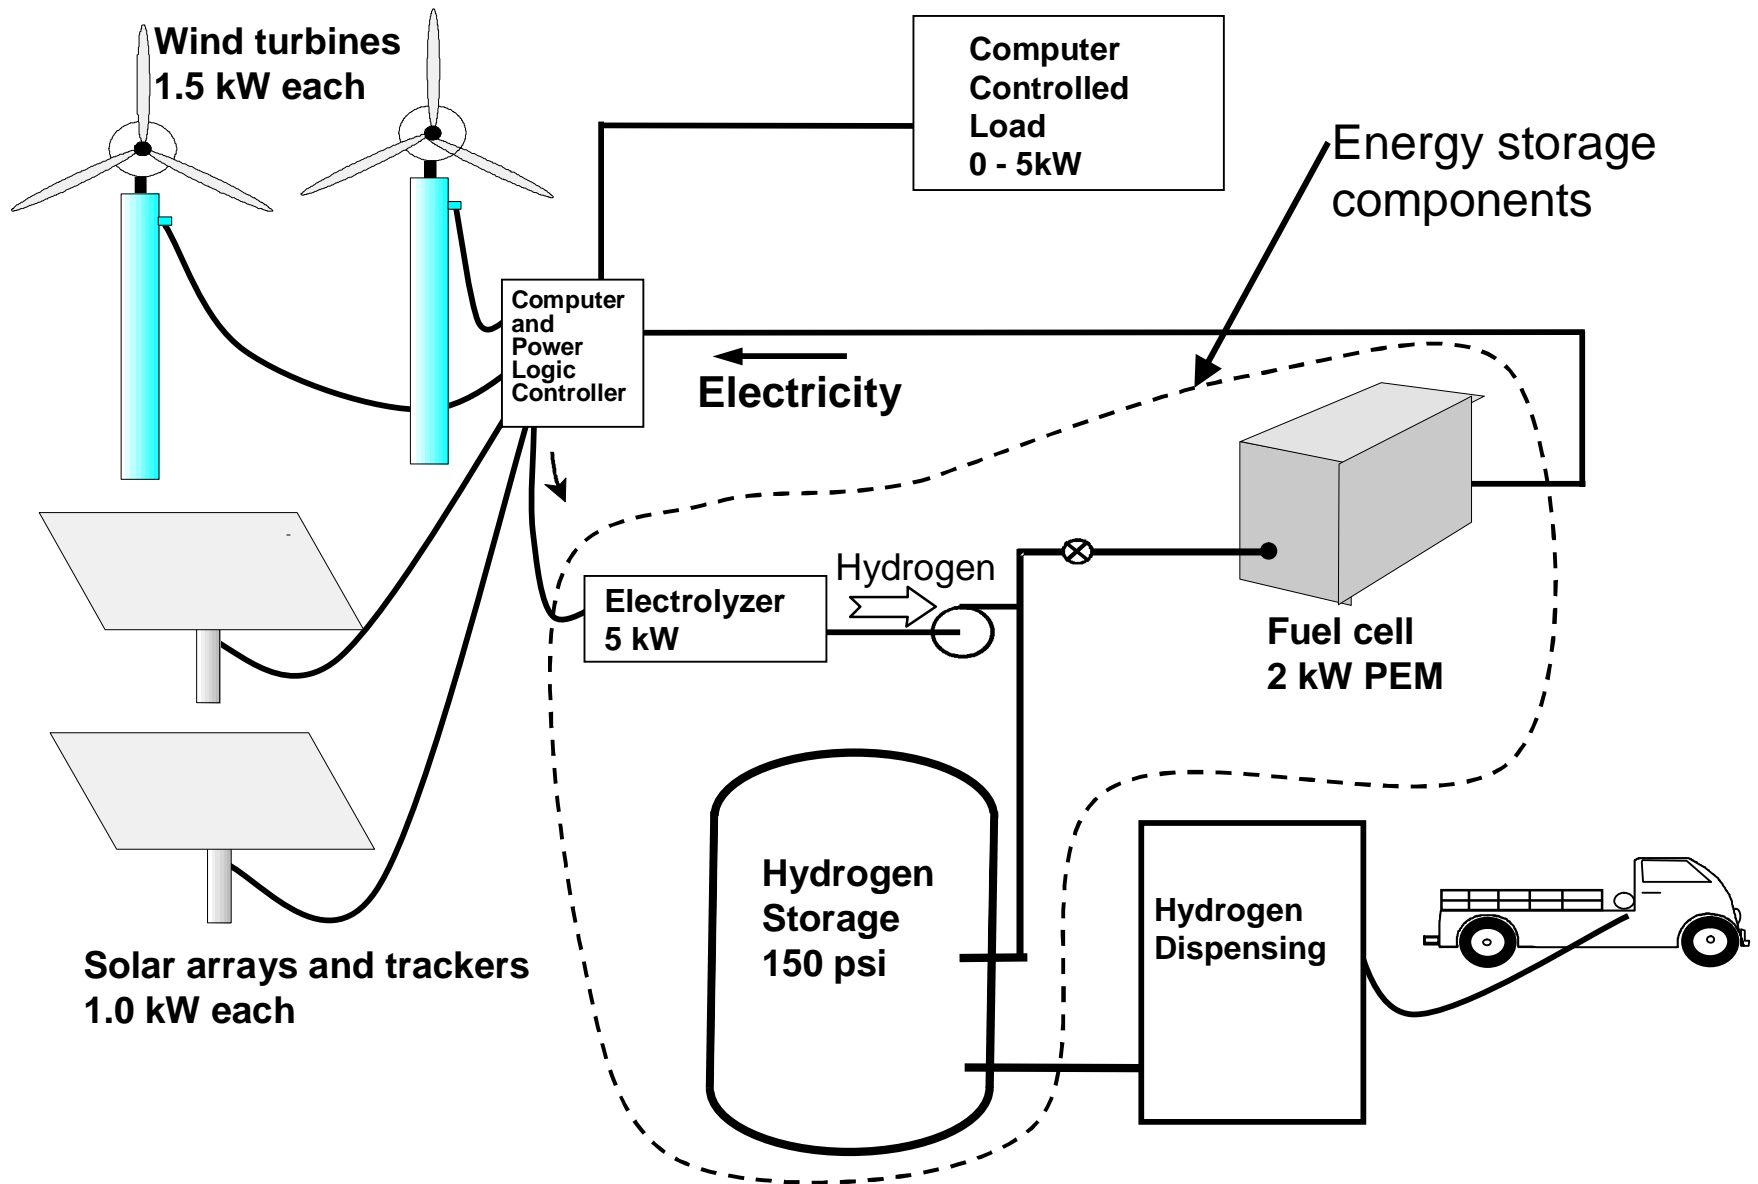 Wind turbines
1.5 kW each
Computer
Controlled
Load
0 - 5kW
Energy storage
components
Computer
and
Power
Logic
Controller
Electricity
Hydrogen
Electrolyzer
5 kW
Fuel cell
2 kW PEM
Hydrogen
Storage
150 psi
Hydrogen
Dispensing
Solar arrays and trackers
1.0 kW each